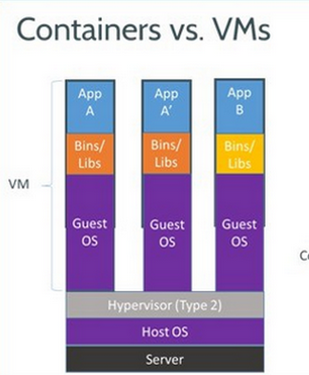 Containers vs. VMs
App
A
App
A'
App
B
Bins/
Libs
Bins/
Libs
Bins/
Libs
VM
Guest
OS
Guest
OS
Guest
OS
Hypervisor (Type 2)
Host OS
Server